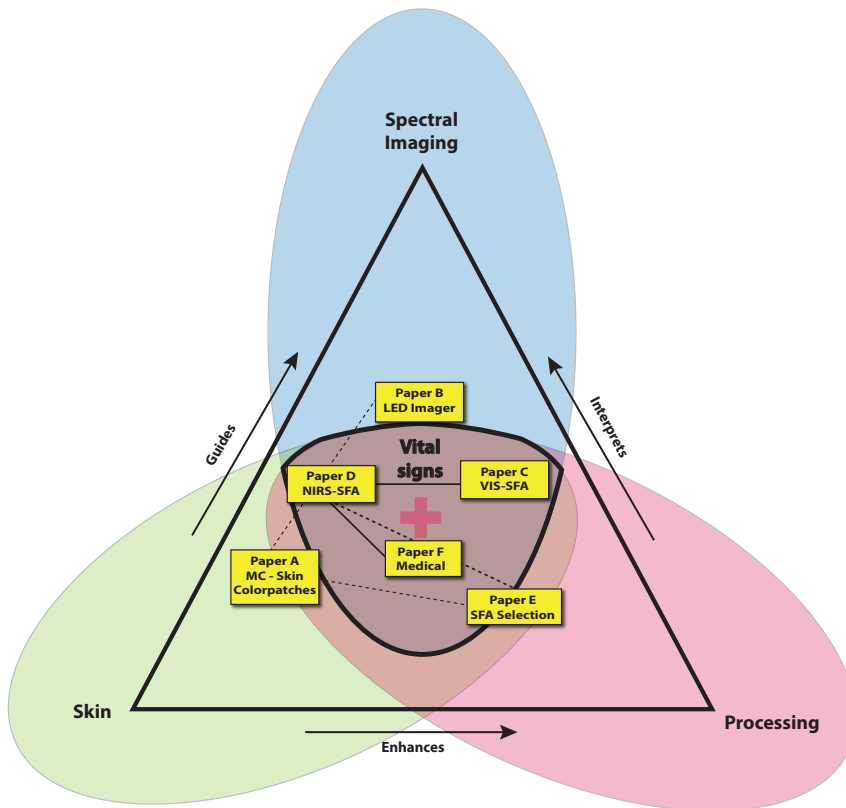 Spectral
Imaging
Guides
Interprets
Paper B
LED Imager
Vital
signs
Paper D
NIRS-SFA
Paper C
VIS-SFA
Paper F
Medical
Paper A
MC - Skin
Colorpatches
Paper E
SFA Selection
Skin
Processing
Enhances